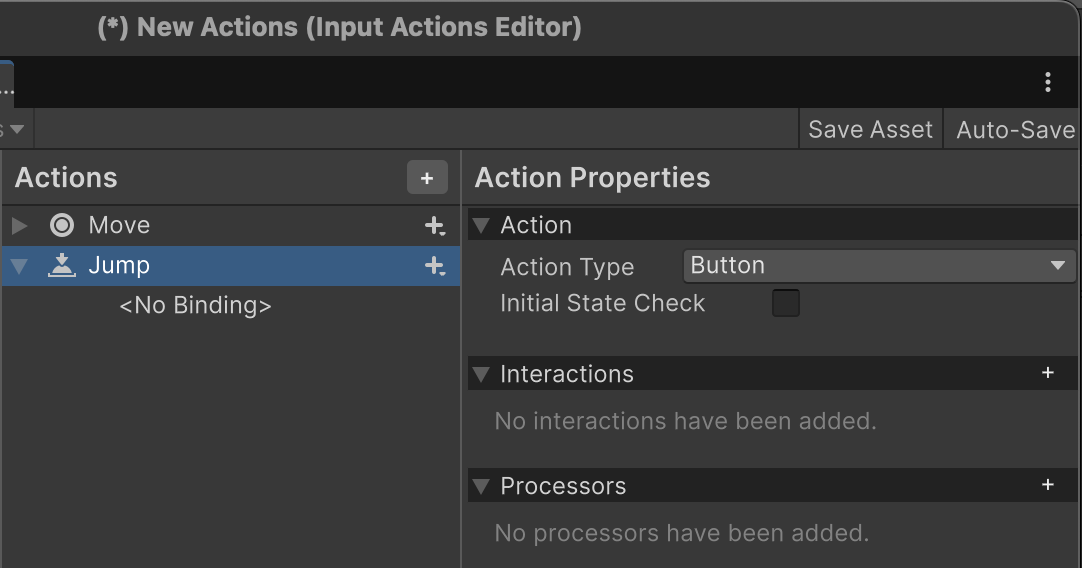 (*) New Actions (Input Actions Editor)
...
Save Asset
Auto-Save
Actions
+
Action Properties
Move
Action
Jump
Action Type
Button
<No Binding>
Initial State Check
Interactions
+
No interactions have been added.
Processors
+
No processors have been added.